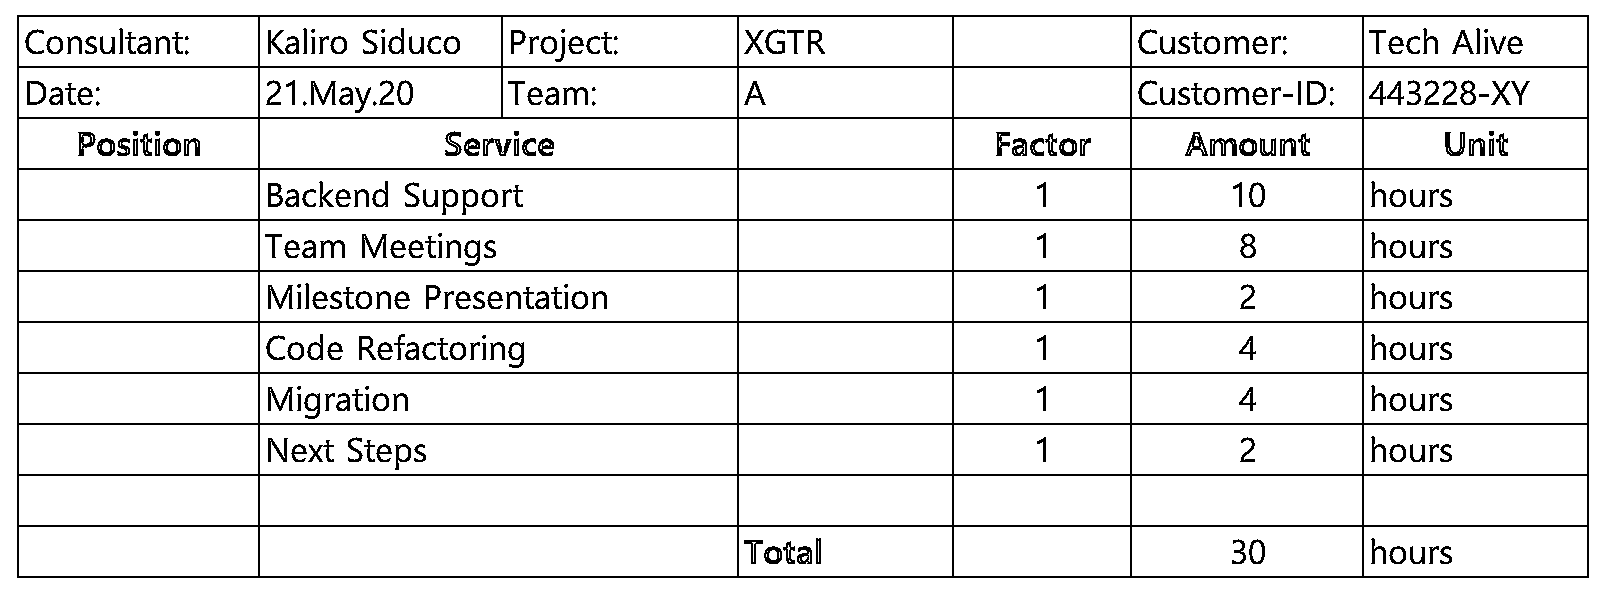 Consultant: Kaliro Siduco Project: XGTR Customer: Tech Alive
Date: 21.May.20 Team: A Customer-ID: 443228-XY
Position Service Factor Amount Unit
Backend Support 1 10 hours
Team Meetings 1 8 hours
Milestone Presentation 1 2 hours
Code Refactoring 1 4 hours
Migration 1 4 hours
Next Steps 1 2 hours
Total 30 hours